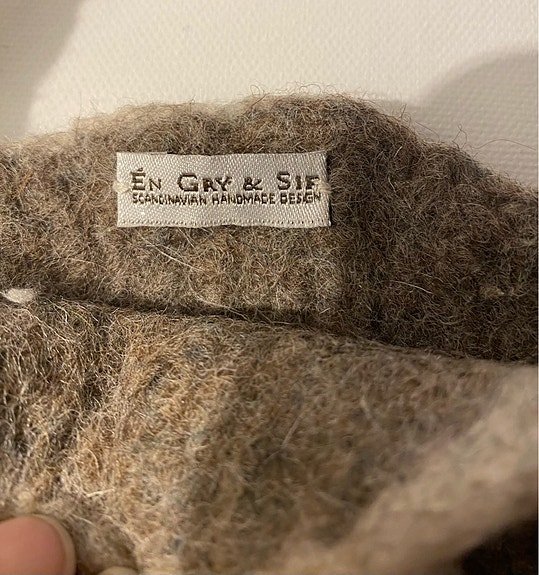 Én Gry & Sif
SCANDINAVIAN HANDMADE DESIGN